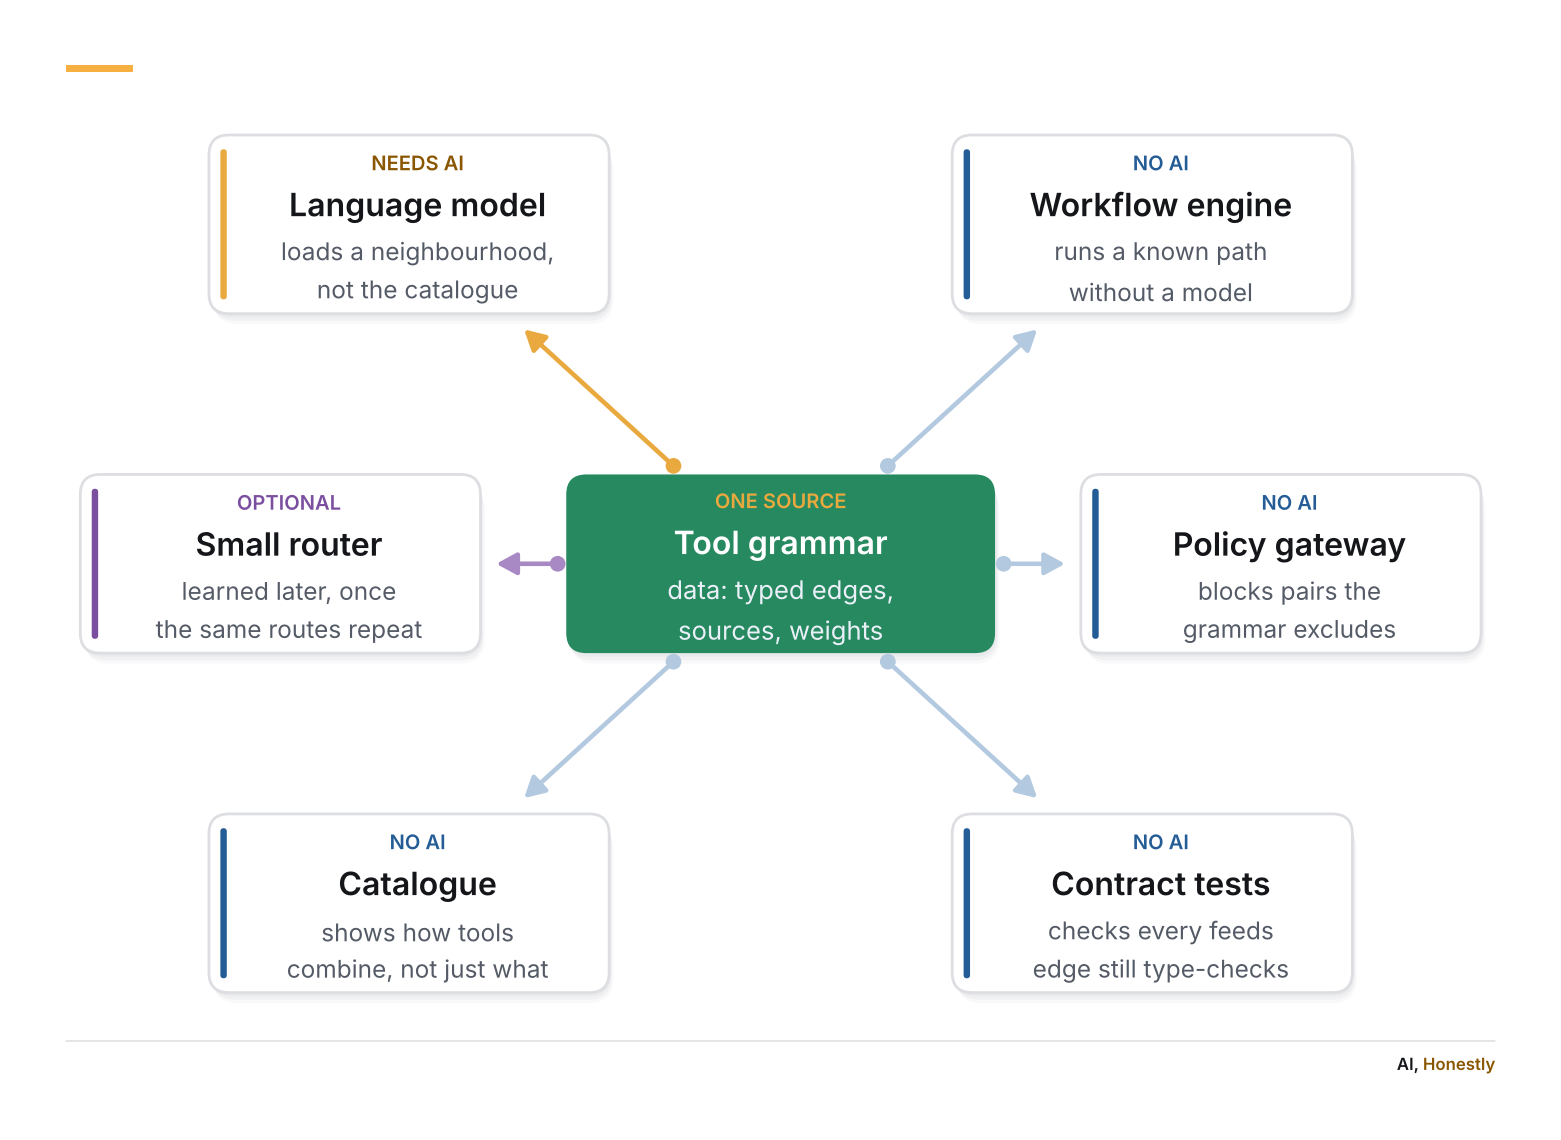 NEEDS AI
Language model
loads a neighbourhood,
not the catalogue
NO AI
Workflow engine
runs a known path
without a model
OPTIONAL
Small router
learned later, once
the same routes repeat
ONE SOURCE
Tool grammar
data: typed edges,
sources, weights
NO AI
Policy gateway
blocks pairs the
grammar excludes
NO AI
Catalogue
shows how tools
combine, not just what
NO AI
Contract tests
checks every feeds
edge still type-checks
AI, Honestly